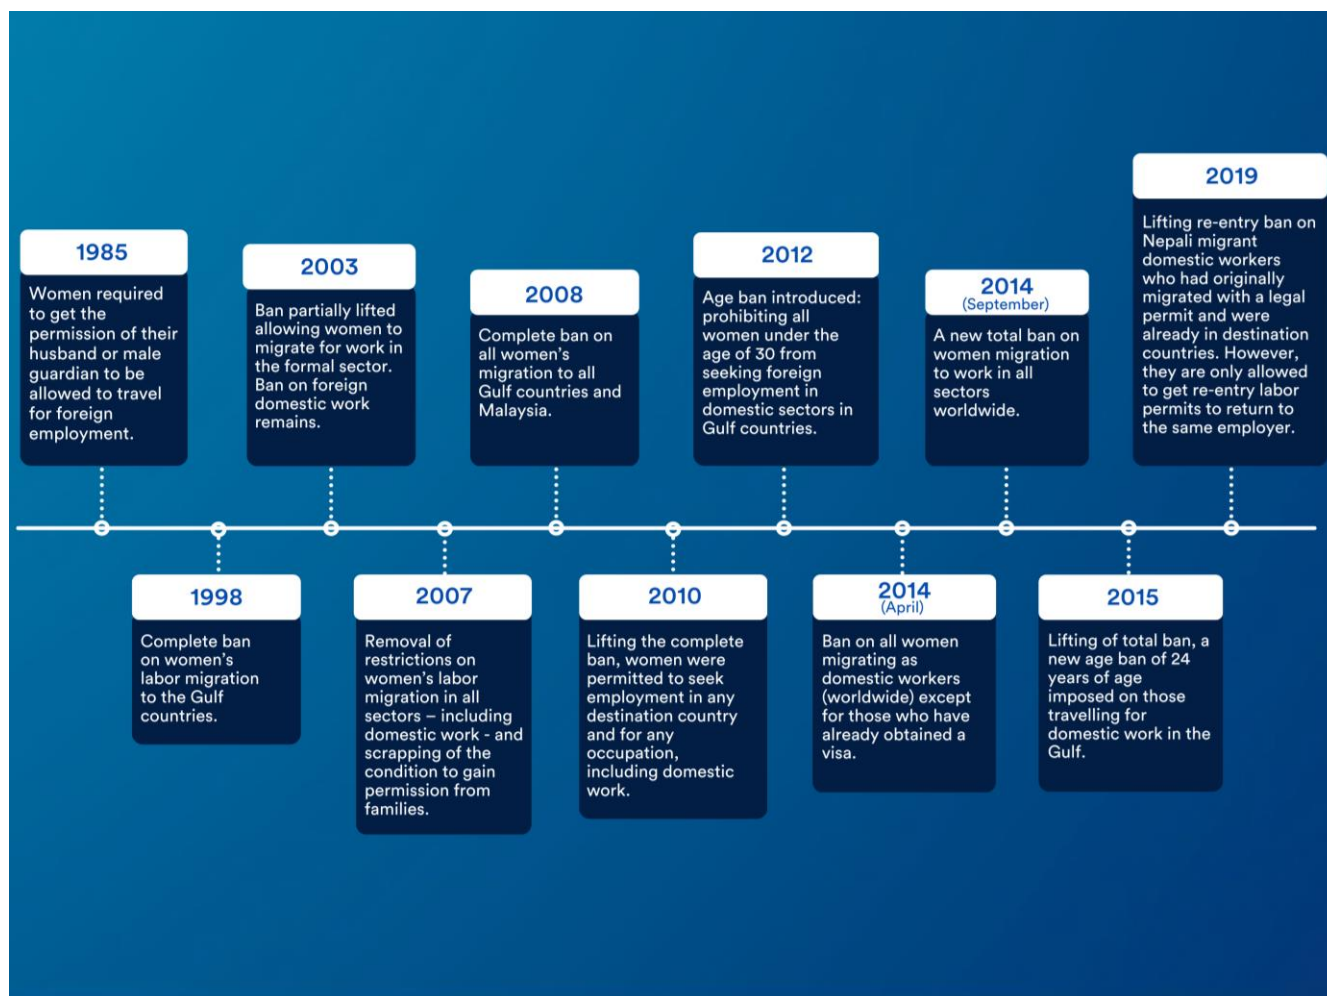 1985
Women required
to get the
permission of their
husband or male
guardian to be
allowed to travel
for foreign
employment.
1998
Complete ban
on women's
labor migration
to the Gulf
countries.
2003
Ban partially lifted
allowing women to
migrate for work in
the formal sector.
Ban on foreign
domestic work
remains.
2007
Removal of
restrictions on
women's labor
migration in all
sectors – including
domestic work - and
scrapping of the
condition to gain
permission from
families.
2008
Complete ban on
all women's
migration to all
Gulf countries and
Malaysia.
2010
Lifting the complete
ban, women were
permitted to seek
employment in any
destination country
and for any
occupation,
including domestic
work.
2012
Age ban introduced:
prohibiting all
women under the
age of 30 from
seeking foreign
employment in
domestic sectors in
Gulf countries.
2014
(April)
Ban on all women
migrating as
domestic workers
(worldwide) except
for those who have
already obtained a
visa.
2014
(September)
A new total ban on
women migration
to work in all
sectors
worldwide.
2015
Lifting of total ban, a
new age ban of 24
years of age
imposed on those
travelling for
domestic work in the
Gulf.
2019
Lifting re-entry ban on
Nepali migrant
domestic workers
who had originally
migrated with a legal
permit and were
already in destination
countries. However,
they are only allowed
to get re-entry labor
permits to return to
the same employer.